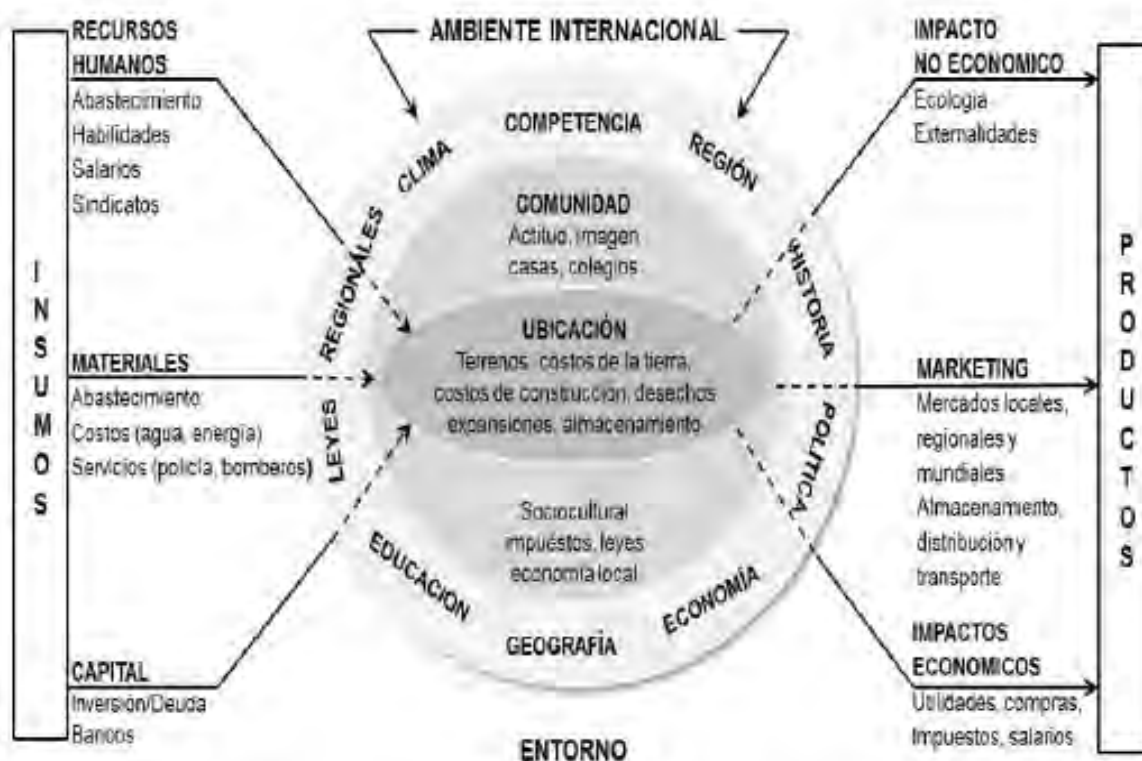 INSUMOS
RECURSOS
HUMANOS
Abastecimiento
Habilidades
Salarios
Sindicatos
MATERIALES
Abastecimiento
Costos (agua, energía)
Servicios (policía, bomberos)
CAPITAL
Inversión/Deuda
Bancos
AMBIENTE INTERNACIONAL
COMPETENCIA
CLIMA
REGIÓN
REGIONALES
LEYES
HISTORIA
POLITICA
EDUCACION
GEOGRAFÍA
ECONOMÍA
COMUNIDAD
Actitud, imagen
casas, colegios
UBICACIÓN
Terrenos costos de la tierra,
costos de construcción, desechos
expansiones, almacenamiento
Sociocultural
impuestos, leyes
economía local
ENTORNO
IMPACTO
NO ECONOMICO
Ecologia
Externalidades
MARKETING
Mercados locales,
regionales y
mundiales
Almacenamiento,
distribución y
transporte
IMPACTOS
ECONOMICOS
Utilidades, compras,
Impuestos, salarios
PRODUCTOS